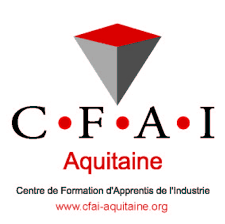 C•F•A•I
Aquitaine
Centre de Formation d'Apprentis de l'Industrie
www.cfai-aquitaine.org